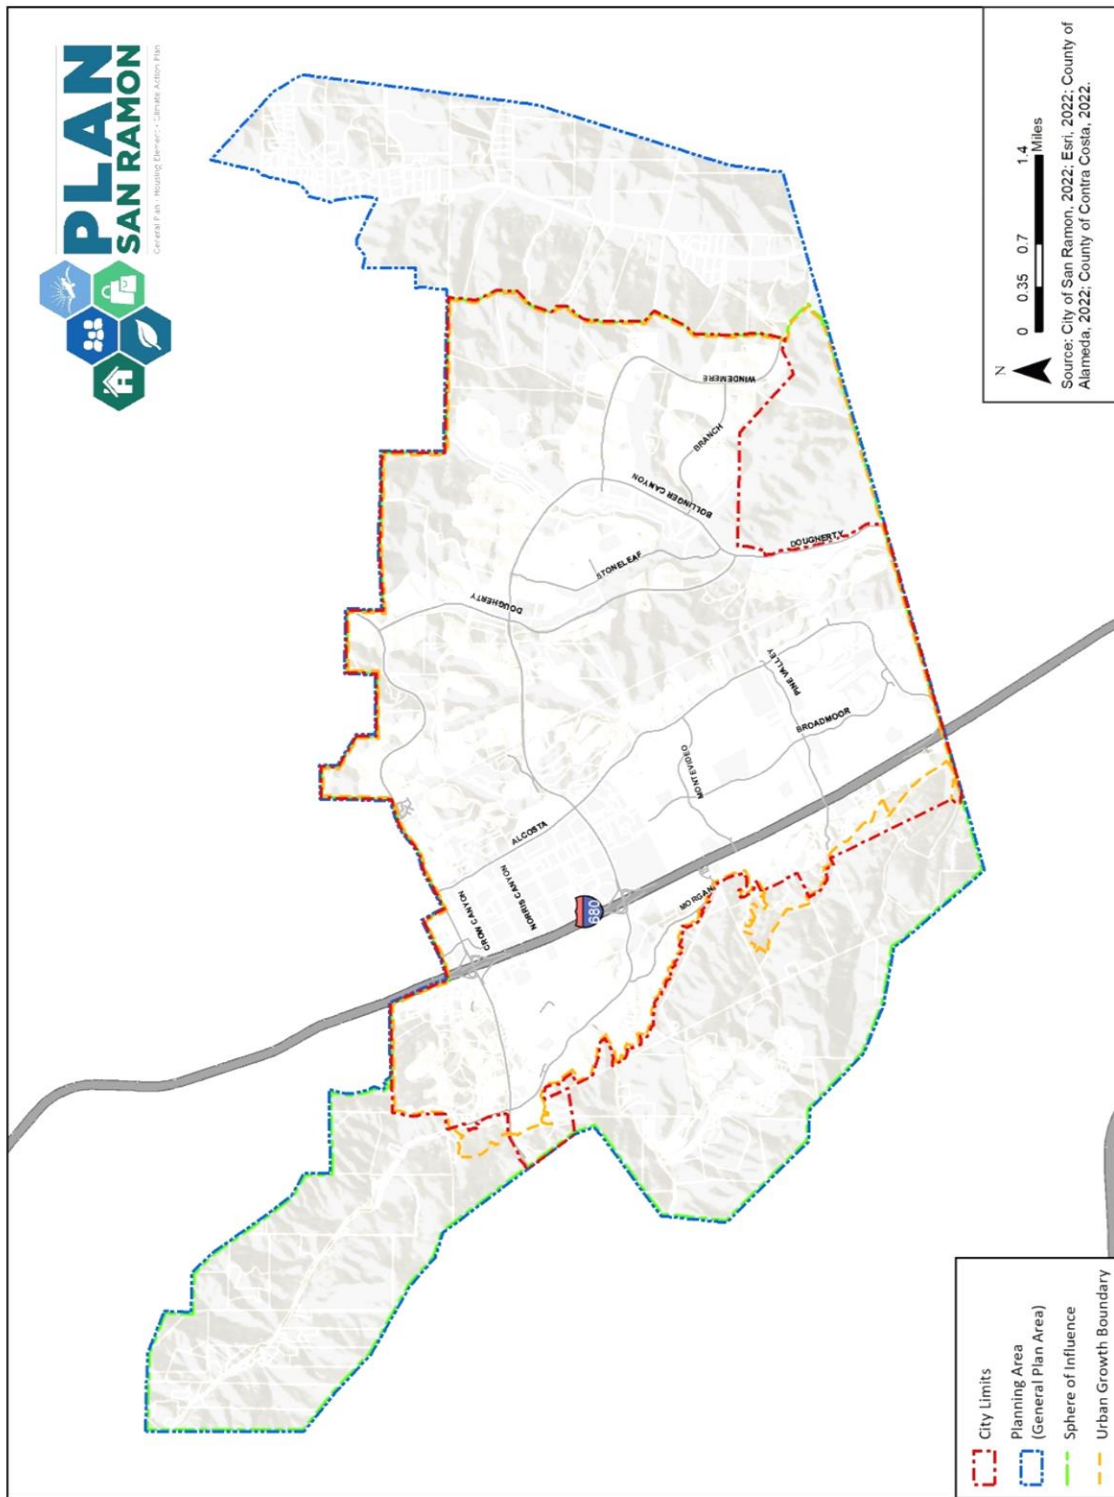 PLAN
SAN RAMON
General Plan • Housing Element • Climate Action Plan
CROW CANYON
NORRIS CANYON
ALCOSTA
680
MORGAN
MONTEVIDEO
BROADMOOR
PINE VALLEY
DOUGHERTY
STONELEAF
BOLLINGER CANYON
BRANCH
WINDEMERE
DOUGHERTY
City Limits
Planning Area
(General Plan Area)
Sphere of Influence
Urban Growth Boundary
N
0 0.35 0.7 1.4
Miles
Source: City of San Ramon, 2022; Esri, 2022; County of
Alameda, 2022; County of Contra Costa, 2022.